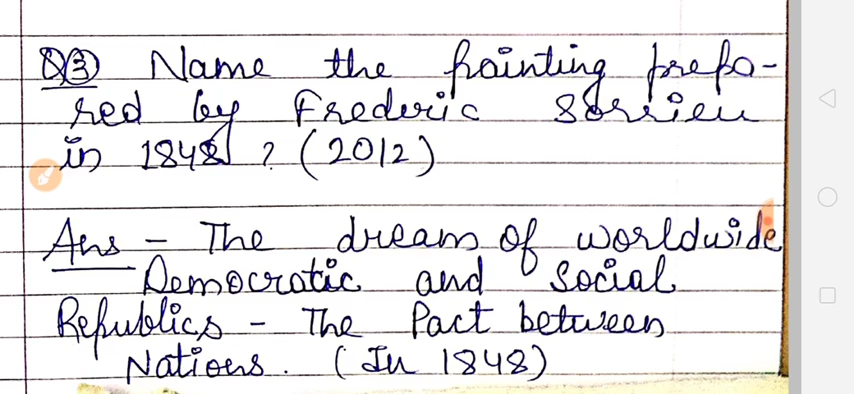 Q③ Name the painting prepa-
red by Frederic Sorrieu
in 1848 ? (2012)
Ans - The dream of worldwide
Democratic and Social
Republics - The Pact between
Nations. (In 1848)